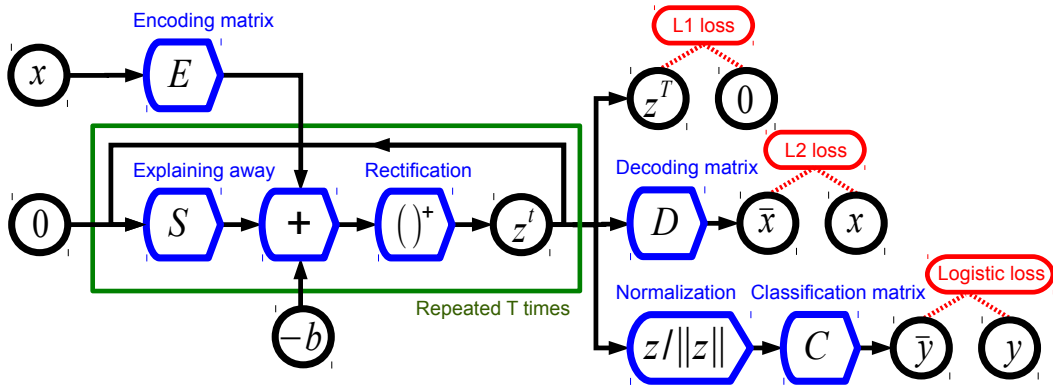 Encoding matrix
L1 loss
x
E
z^T
0
Explaining away
Rectification
Decoding matrix
L2 loss
0
S
+
()^+
z^t
D
x̄
x
Repeated T times
Normalization
Classification matrix
Logistic loss
−b
z/‖z‖
C
ȳ
y